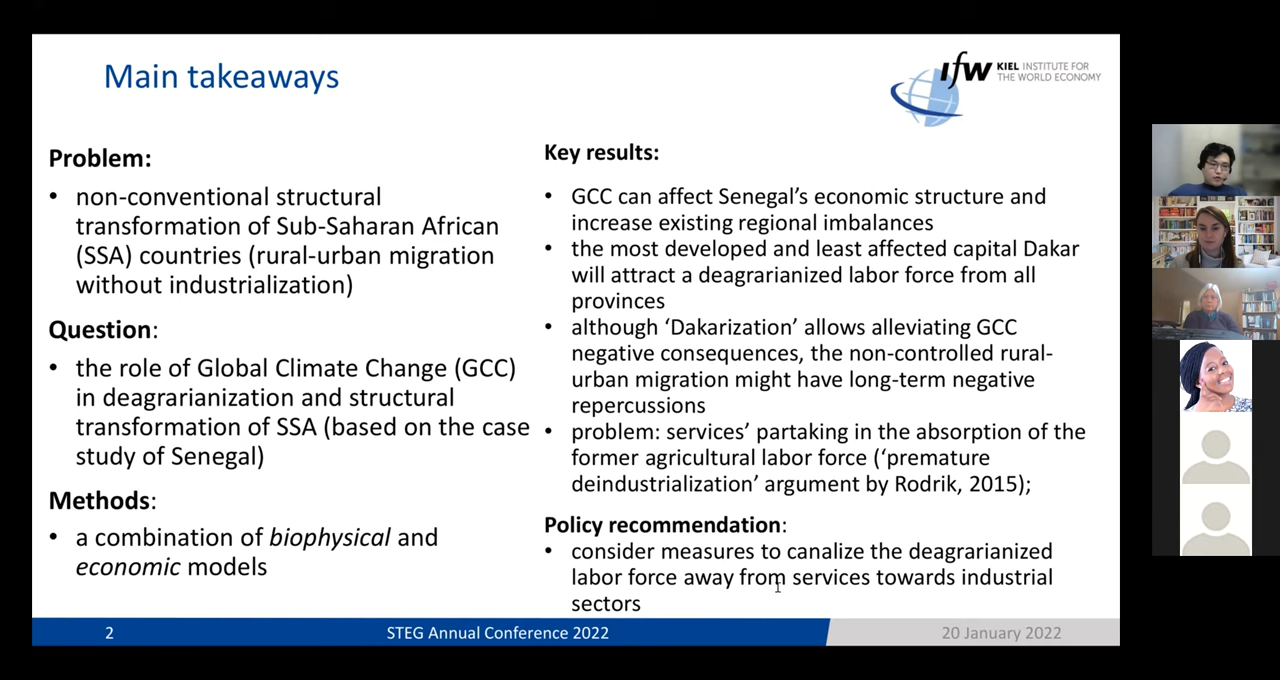 Main takeaways
ifw KIEL INSTITUTE FOR
THE WORLD ECONOMY
Problem:
• non-conventional structural
transformation of Sub-Saharan African
(SSA) countries (rural-urban migration
without industrialization)
Question:
• the role of Global Climate Change (GCC)
in deagrarianization and structural
transformation of SSA (based on the case
study of Senegal)
Methods:
• a combination of biophysical and
economic models
Key results:
• GCC can affect Senegal’s economic structure and
increase existing regional imbalances
• the most developed and least affected capital Dakar
will attract a deagrarianized labor force from all
provinces
• although ‘Dakarization’ allows alleviating GCC
negative consequences, the non-controlled rural-
urban migration might have long-term negative
repercussions
• problem: services’ partaking in the absorption of the
former agricultural labor force (‘premature
deindustrialization’ argument by Rodrik, 2015);
Policy recommendation:
• consider measures to canalize the deagrarianized
labor force away from services towards industrial
sectors
2
STEG Annual Conference 2022
20 January 2022